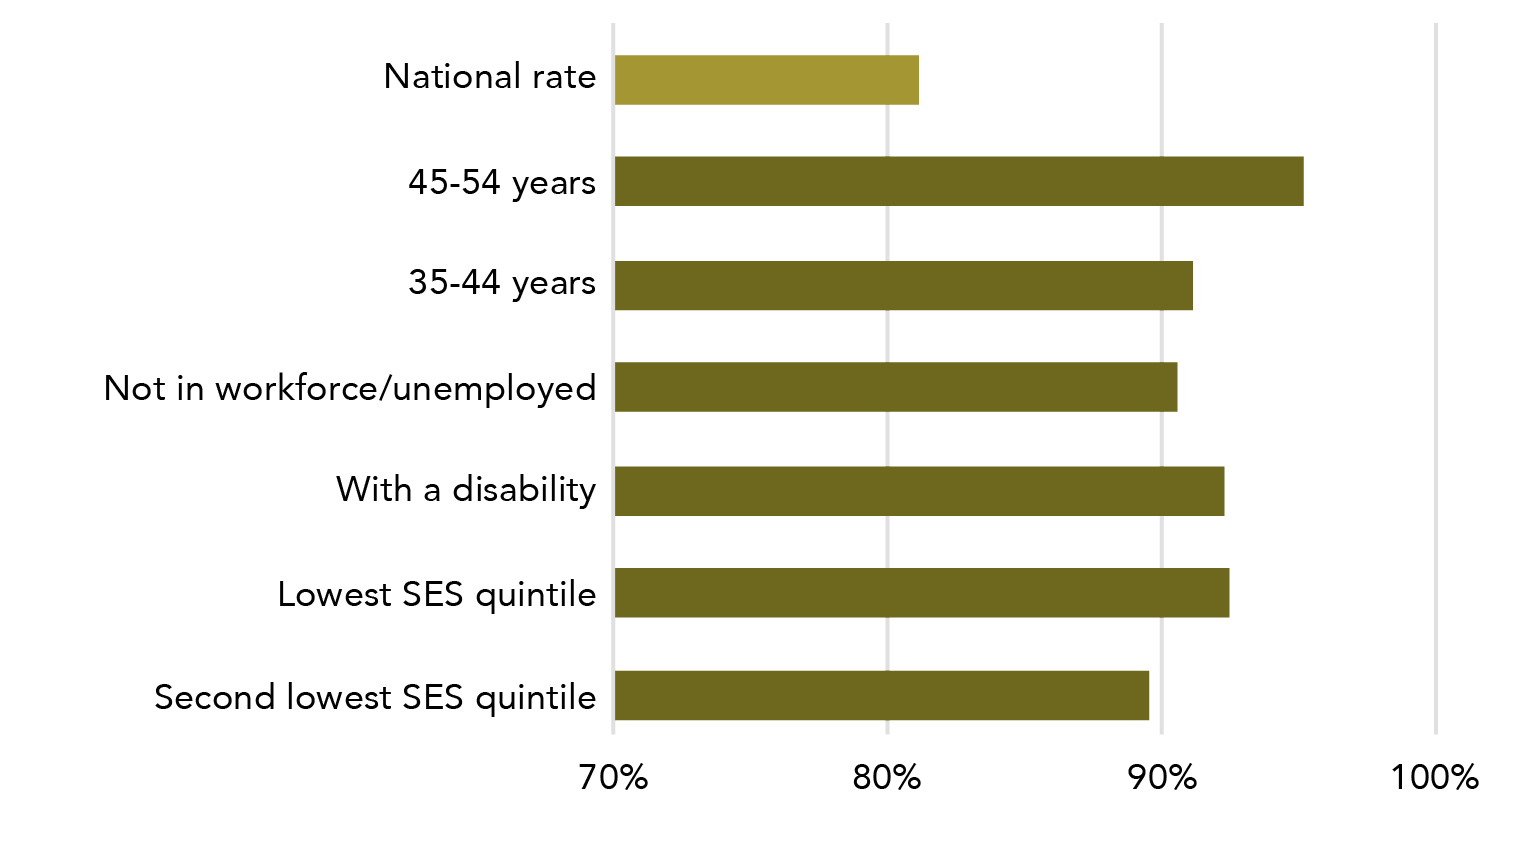 National rate
45-54 years
35-44 years
Not in workforce/unemployed
With a disability
Lowest SES quintile
Second lowest SES quintile
70% 80% 90% 100%